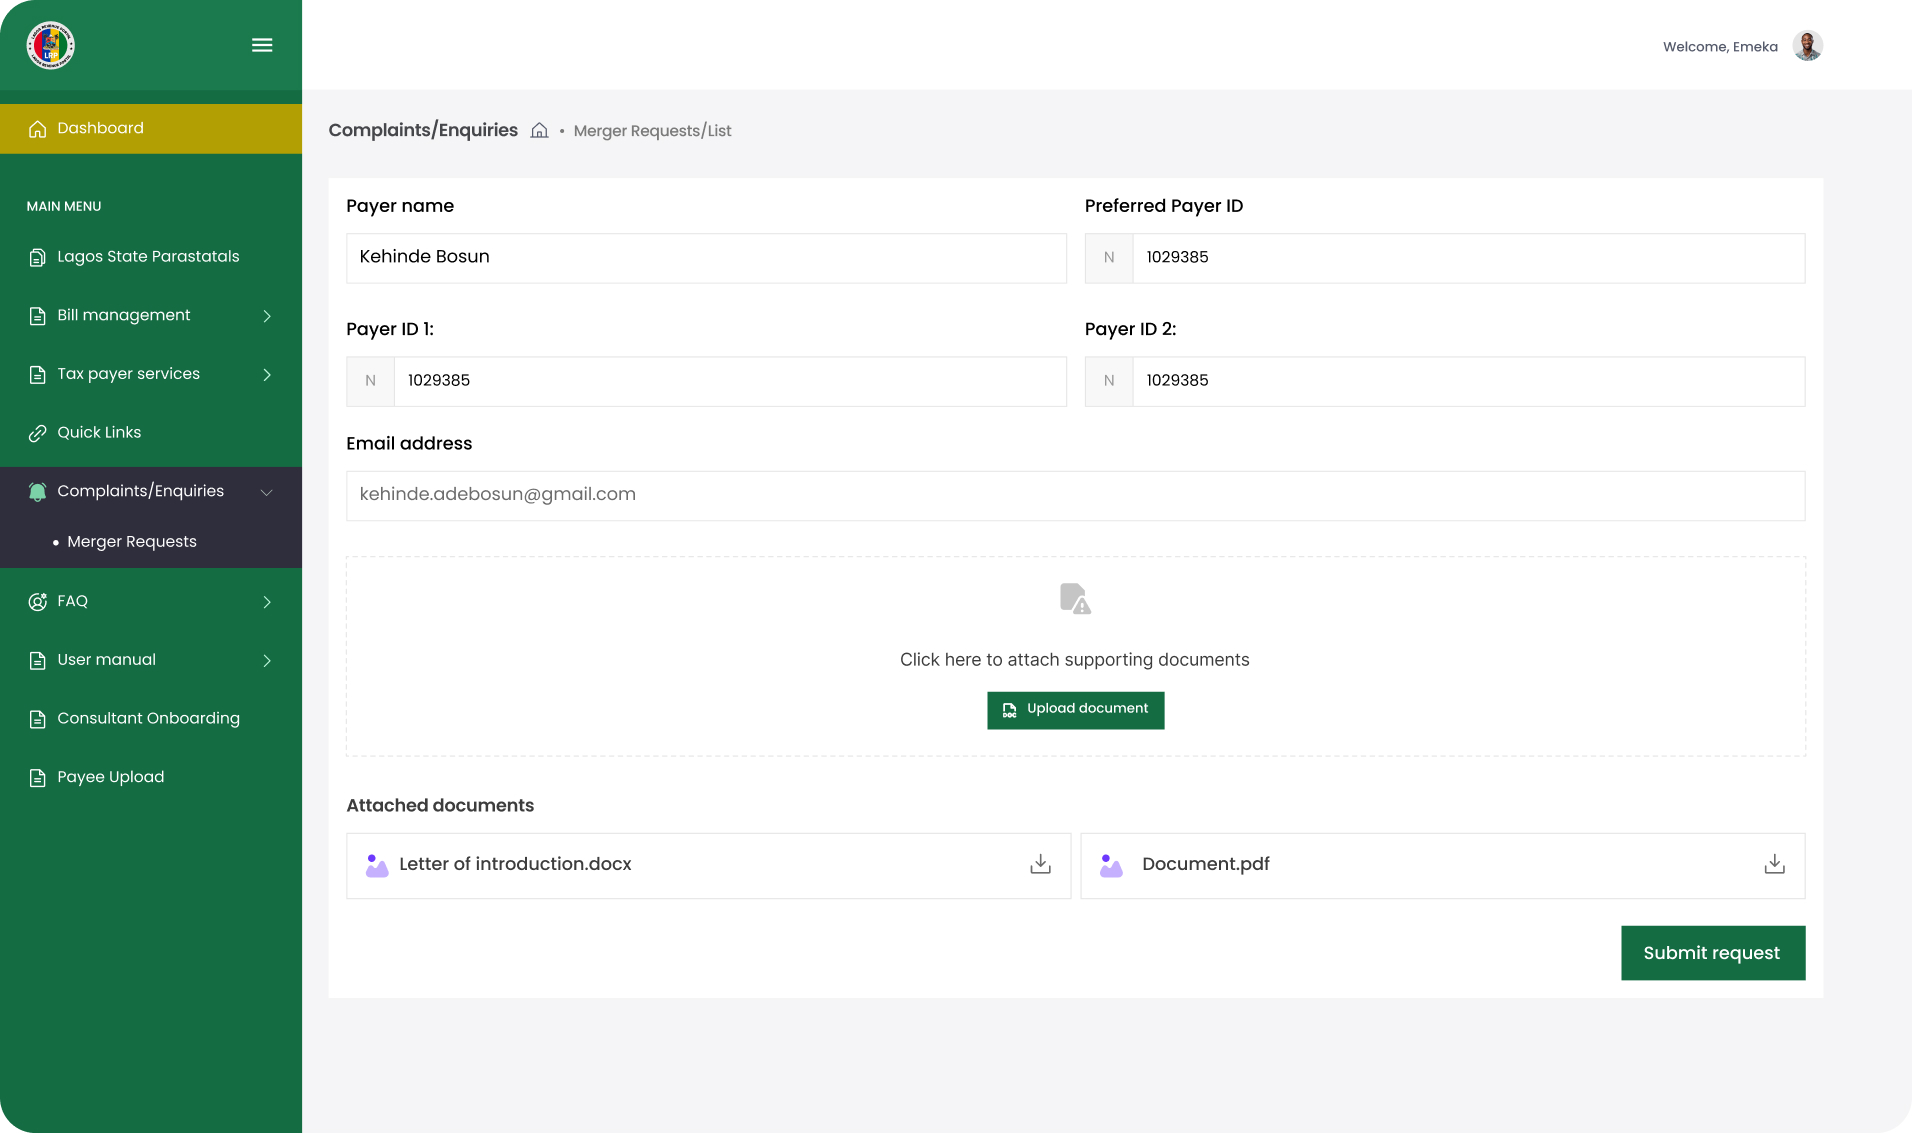 LRP
Welcome, Emeka
Dashboard
Complaints/Enquiries • Merger Requests/List
MAIN MENU
Lagos State Parastatals
Bill management
Tax payer services
Quick Links
Complaints/Enquiries
• Merger Requests
FAQ
User manual
Consultant Onboarding
Payee Upload
Payer name
Kehinde Bosun
Preferred Payer ID
N 1029385
Payer ID 1:
N 1029385
Payer ID 2:
N 1029385
Email address
kehinde.adebosun@gmail.com
Click here to attach supporting documents
DOC Upload document
Attached documents
Letter of introduction.docx
Document.pdf
Submit request